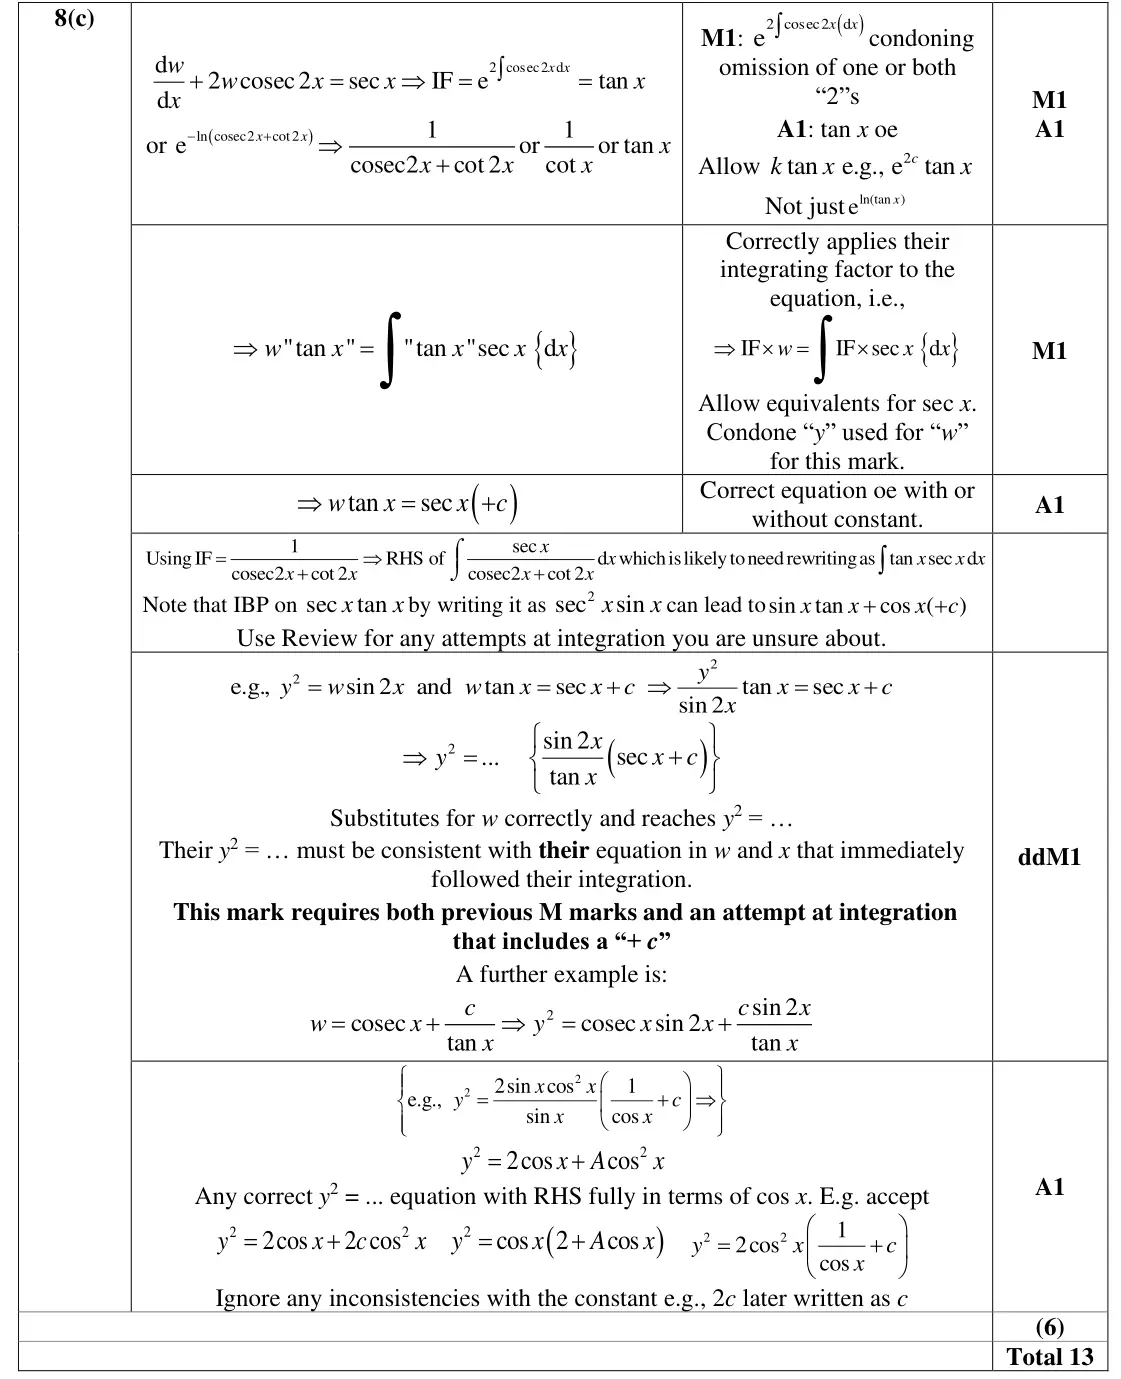 8(c)
dw/dx + 2w cosec 2x = sec x ⇒ IF = e^(2∫cosec 2x dx) = tan x
or e^(−ln(cosec2x+cot2x)) ⇒ 1/(cosec2x + cot 2x) or 1/(cot x) or tan x
M1: e^(2∫cosec 2x(dx)) condoning
omission of one or both
“2”s
A1: tan x oe
Allow k tan x e.g., e^(2c) tan x
Not just e^(ln(tan x))
M1
A1
⇒ w"tan x" = ∫ "tan x" sec x {dx}
Correctly applies their
integrating factor to the
equation, i.e.,
⇒ IF × w = ∫ IF × sec x {dx}
Allow equivalents for sec x.
Condone “y” used for “w”
for this mark.
M1
⇒ w tan x = sec x (+c)
Correct equation oe with or
without constant.
A1
Using IF = 1/(cosec2x + cot 2x) ⇒ RHS of ∫ sec x/(cosec2x + cot 2x) dx which is likely to need rewriting as ∫ tan x sec x dx
Note that IBP on sec x tan x by writing it as sec² x sin x can lead to sin x tan x + cos x(+c)
Use Review for any attempts at integration you are unsure about.
e.g., y² = w sin 2x and w tan x = sec x + c ⇒ y²/(sin 2x) tan x = sec x + c
⇒ y² = ... {sin 2x/tan x (sec x + c)}
Substitutes for w correctly and reaches y² = …
Their y² = … must be consistent with their equation in w and x that immediately
followed their integration.
This mark requires both previous M marks and an attempt at integration
that includes a “+ c”
A further example is:
w = cosec x + c/(tan x) ⇒ y² = cosec x sin 2x + (c sin 2x)/(tan x)
ddM1
{e.g., y² = (2 sin x cos² x)/(sin x) (1/(cos x) + c) ⇒}
y² = 2cos x + A cos² x
Any correct y² = ... equation with RHS fully in terms of cos x. E.g. accept
y² = 2cos x + 2c cos² x y² = cos x(2 + A cos x) y² = 2cos² x (1/(cos x) + c)
Ignore any inconsistencies with the constant e.g., 2c later written as c
A1
(6)
Total 13